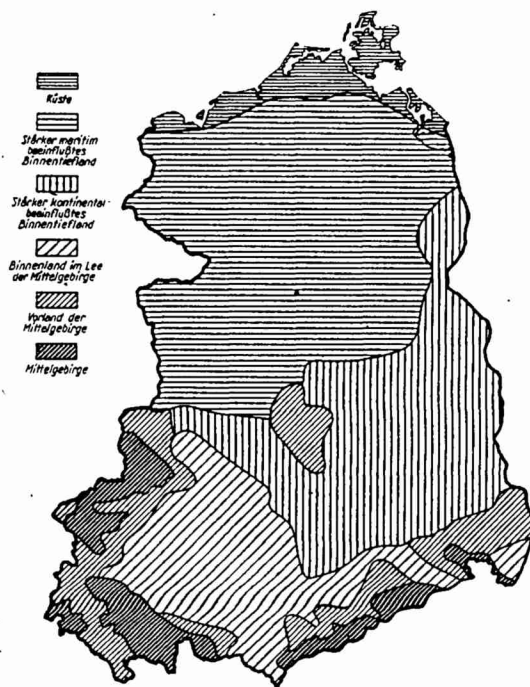 Küste
Stärker maritim
beeinflußtes
Binnentiefland
Stärker kontinental-
beeinflußtes
Binnentiefland
Binnenland im Lee
der Mittelgebirge
Vorland der
Mittelgebirge
Mittelgebirge